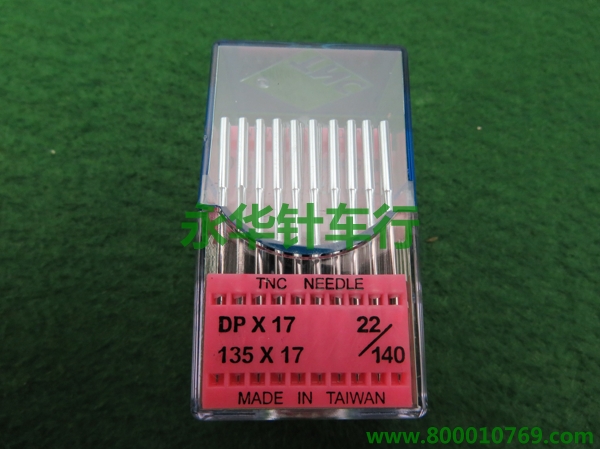 永华针车行
TNC NEEDLE
DP X 17 22/140
135 X 17
MADE IN TAIWAN
www.800010769.com